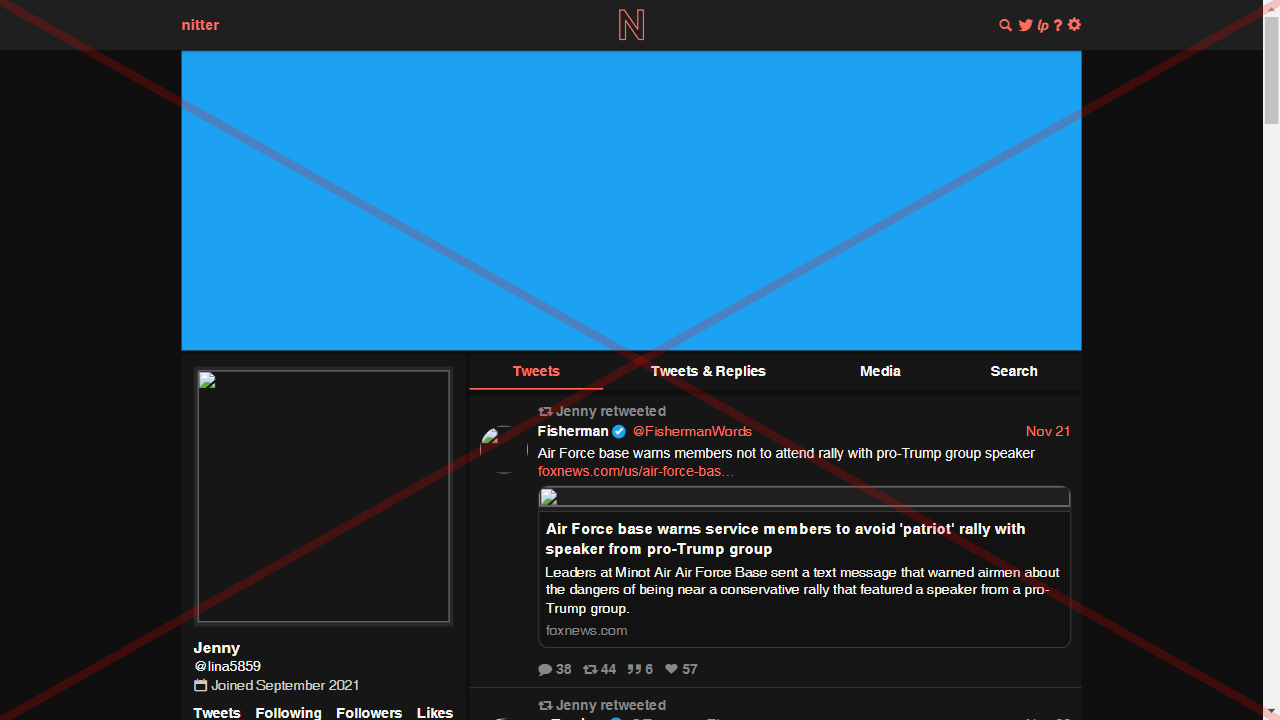 nitter
N
lp ?
Tweets Tweets & Replies Media Search
Jenny retweeted
Fisherman @FishermanWords Nov 21
Air Force base warns members not to attend rally with pro-Trump group speaker
foxnews.com/us/air-force-bas…
Air Force base warns service members to avoid 'patriot' rally with
speaker from pro-Trump group
Leaders at Minot Air Air Force Base sent a text message that warned airmen about
the dangers of being near a conservative rally that featured a speaker from a pro-
Trump group.
foxnews.com
38 44 6 57
Jenny retweeted
Jenny
@lina5859
Joined September 2021
Tweets Following Followers Likes